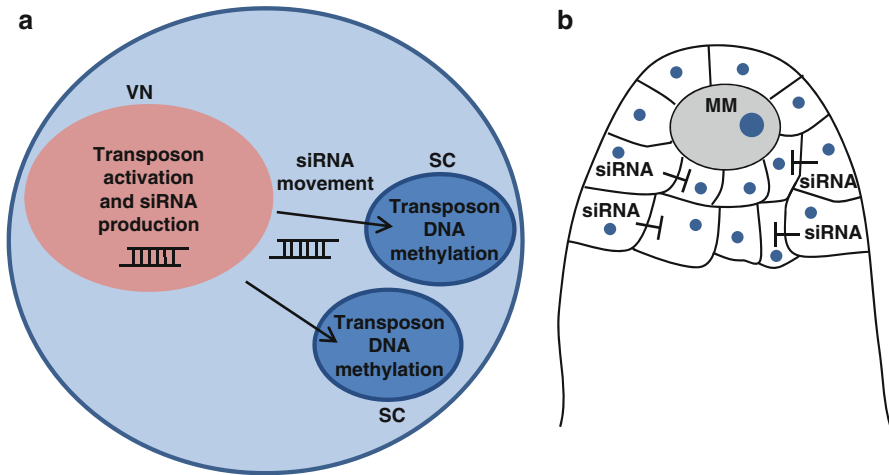 a
VN
Transposon
activation
and siRNA
production
siRNA
movement
SC
Transposon
DNA
methylation
Transposon
DNA
methylation
SC
b
MM
siRNA
siRNA
siRNA
siRNA